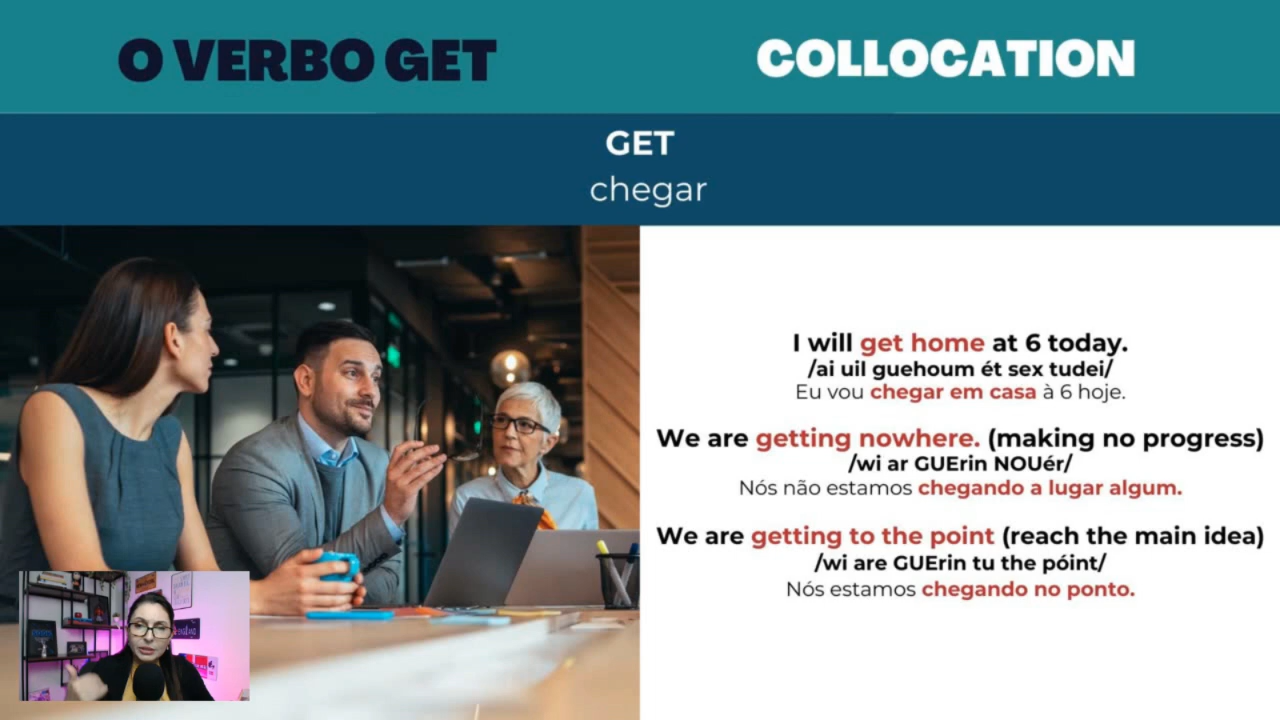 O VERBO GET
COLLOCATION
GET
chegar
I will get home at 6 today.
/ai uil guehoum ét sex tudei/
Eu vou chegar em casa à 6 hoje.
We are getting nowhere. (making no progress)
/wi ar GUErin NOUér/
Nós não estamos chegando a lugar algum.
We are getting to the point (reach the main idea)
/wi are GUErin tu the póint/
Nós estamos chegando no ponto.